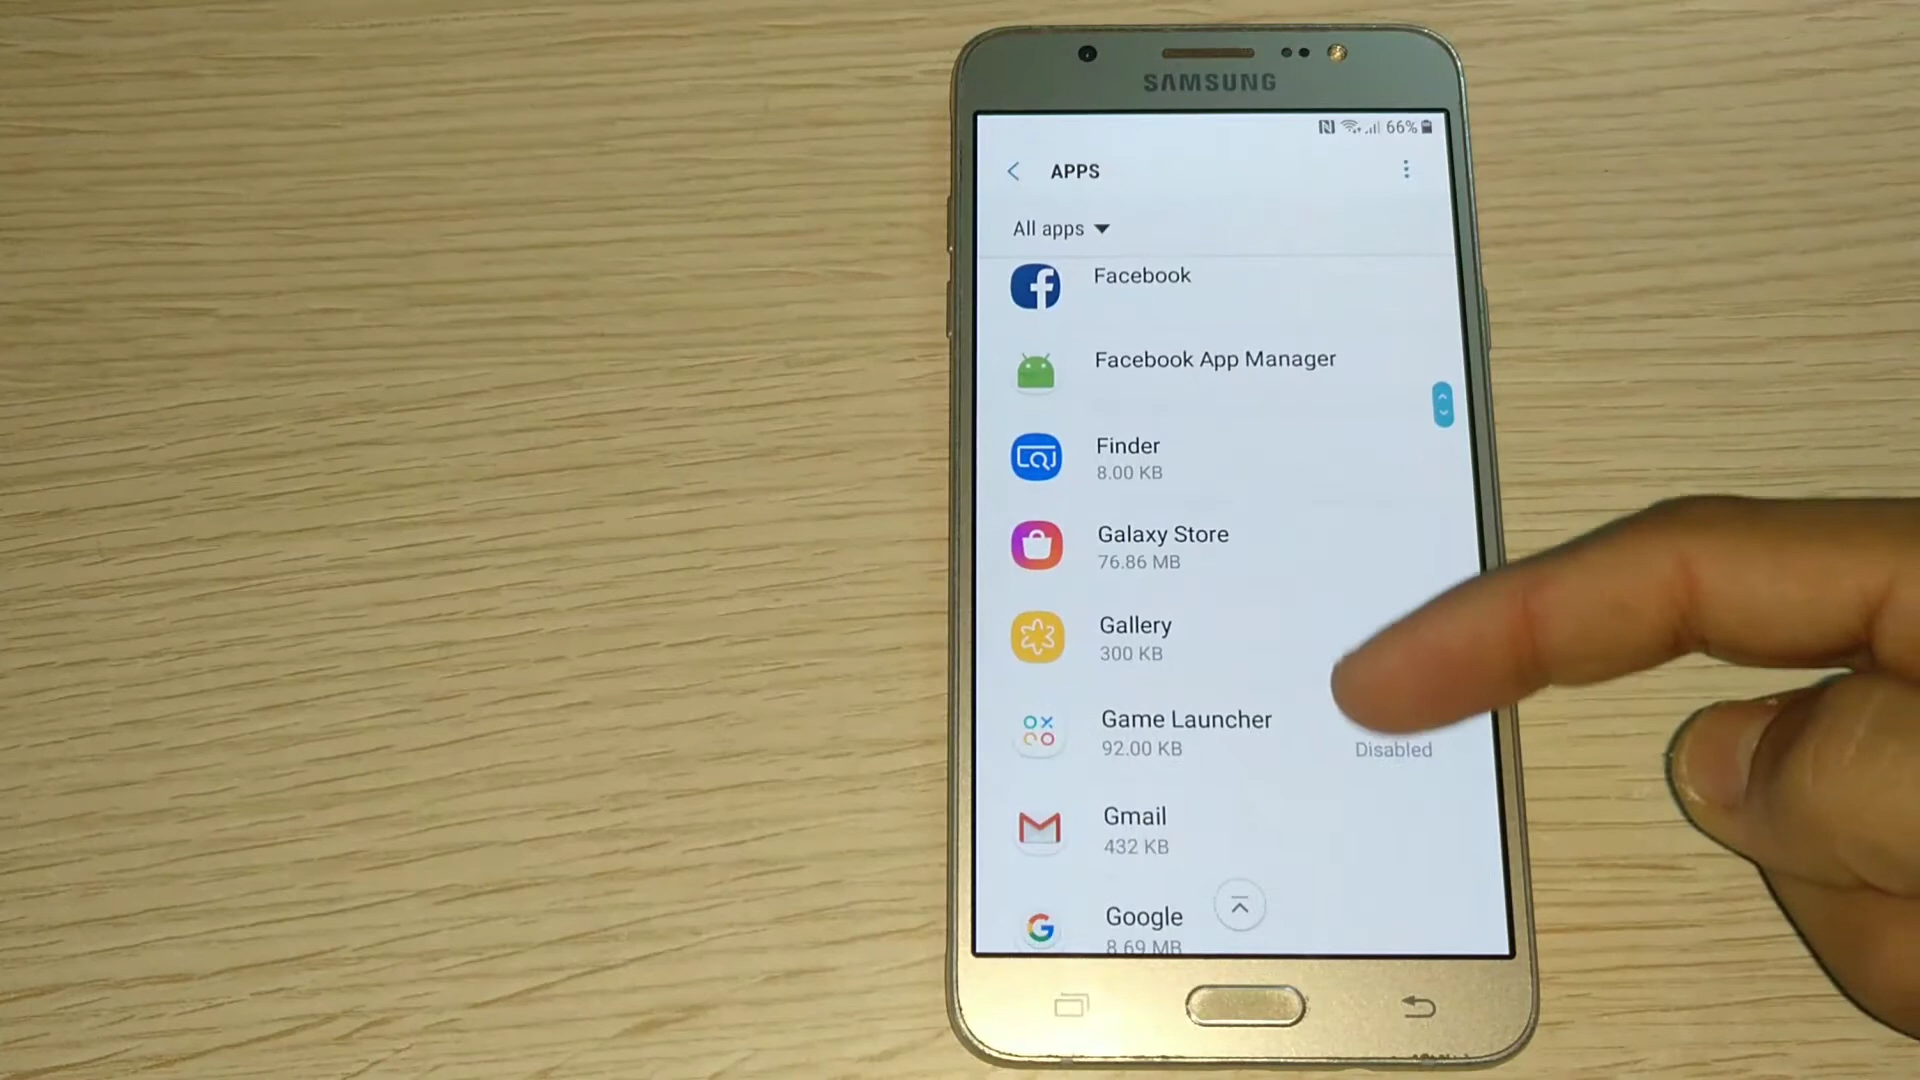 SAMSUNG
66%
APPS
All apps
Facebook
Facebook App Manager
Finder
8.00 KB
Galaxy Store
76.86 MB
Gallery
300 KB
Game Launcher
92.00 KB
Disabled
Gmail
432 KB
Google
8.69 MB